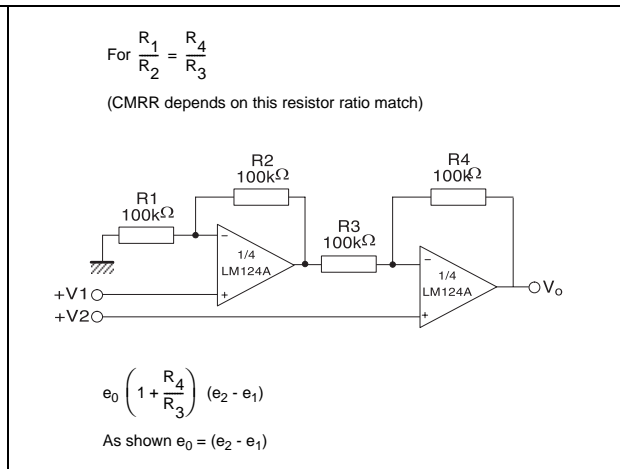 For R1/R2 = R4/R3
(CMRR depends on this resistor ratio match)
R2
100kΩ
R4
100kΩ
R1
100kΩ
R3
100kΩ
-
1/4
LM124A
+
-
1/4
LM124A
+
Vo
+V1
+V2
e0 (1 + R4/R3) (e2 - e1)
As shown e0 = (e2 - e1)